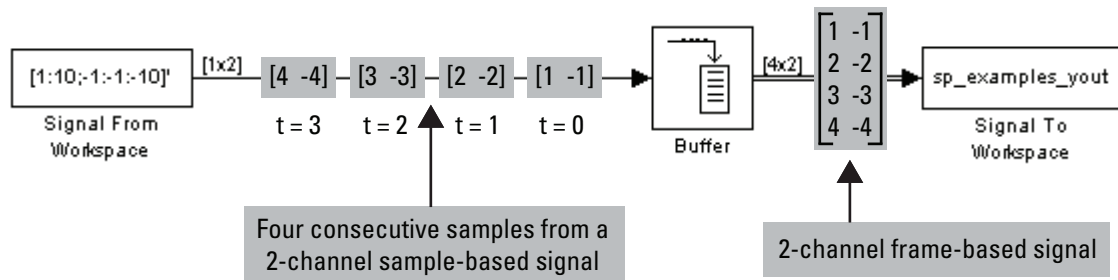 [1:10;-1:-1:-10]'
Signal From
Workspace
[1x2]
[4 -4] [3 -3] [2 -2] [1 -1]
t = 3 t = 2 t = 1 t = 0
Buffer
[4x2]
1 -1
2 -2
3 -3
4 -4
sp_examples_yout
Signal To
Workspace
Four consecutive samples from a
2-channel sample-based signal
2-channel frame-based signal